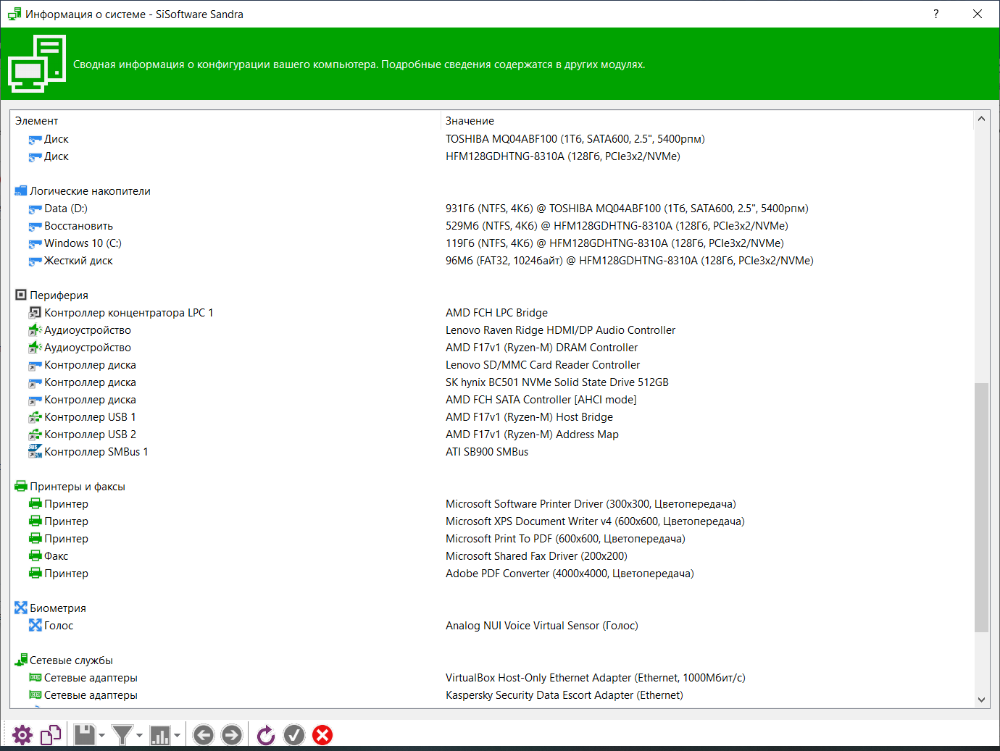 Информация о системе - SiSoftware Sandra
?
Сводная информация о конфигурации вашего компьютера. Подробные сведения содержатся в других модулях.
Элемент Значение
Диск TOSHIBA MQ04ABF100 (1Тб, SATA600, 2.5", 5400рпм)
Диск HFM128GDHTNG-8310A (128Гб, PCIe3x2/NVMe)
Логические накопители
Data (D:) 931Гб (NTFS, 4Кб) @ TOSHIBA MQ04ABF100 (1Тб, SATA600, 2.5", 5400рпм)
Восстановить 529Мб (NTFS, 4Кб) @ HFM128GDHTNG-8310A (128Гб, PCIe3x2/NVMe)
Windows 10 (C:) 119Гб (NTFS, 4Кб) @ HFM128GDHTNG-8310A (128Гб, PCIe3x2/NVMe)
Жесткий диск 96Мб (FAT32, 1024байт) @ HFM128GDHTNG-8310A (128Гб, PCIe3x2/NVMe)
Периферия
Контроллер концентратора LPC 1 AMD FCH LPC Bridge
Аудиоустройство Lenovo Raven Ridge HDMI/DP Audio Controller
Аудиоустройство AMD F17v1 (Ryzen-M) DRAM Controller
Контроллер диска Lenovo SD/MMC Card Reader Controller
Контроллер диска SK hynix BC501 NVMe Solid State Drive 512GB
Контроллер диска AMD FCH SATA Controller [AHCI mode]
Контроллер USB 1 AMD F17v1 (Ryzen-M) Host Bridge
Контроллер USB 2 AMD F17v1 (Ryzen-M) Address Map
Контроллер SMBus 1 ATI SB900 SMBus
Принтеры и факсы
Принтер Microsoft Software Printer Driver (300x300, Цветопередача)
Принтер Microsoft XPS Document Writer v4 (600x600, Цветопередача)
Принтер Microsoft Print To PDF (600x600, Цветопередача)
Факс Microsoft Shared Fax Driver (200x200)
Принтер Adobe PDF Converter (4000x4000, Цветопередача)
Биометрия
Голос Analog NUI Voice Virtual Sensor (Голос)
Сетевые службы
Сетевые адаптеры VirtualBox Host-Only Ethernet Adapter (Ethernet, 1000Мбит/с)
Сетевые адаптеры Kaspersky Security Data Escort Adapter (Ethernet)